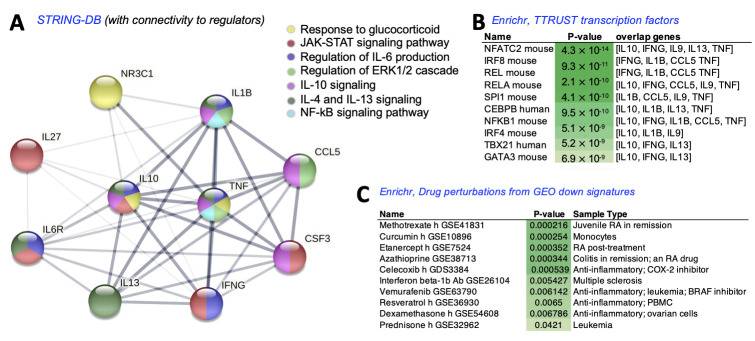 A STRING-DB (with connectivity to regulators)
Response to glucocorticoid
JAK-STAT signaling pathway
Regulation of IL-6 production
Regulation of ERK1/2 cascade
IL-10 signaling
IL-4 and IL-13 signaling
NF-kB signaling pathway
NR3C1
IL1B
IL27
CCL5
IL10
TNF
IL6R
CSF3
IL13
IFNG
B Enrichr, TTRUST transcription factors
Name P-value overlap genes
NFATC2 mouse 4.3 × 10⁻¹⁴ [IL10, IFNG, IL9, IL13, TNF]
IRF8 mouse 9.3 × 10⁻¹¹ [IFNG, IL1B, CCL5 TNF]
REL mouse 2.1 × 10⁻¹⁰ [IFNG, IL1B, CCL5, TNF]
RELA mouse [IL10, IFNG, CCL5, IL9, TNF]
SPI1 mouse 4.1 × 10⁻¹⁰ [IL1B, CCL5, IL9, TNF]
CEBPB human 9.5 × 10⁻¹⁰ [IL10, IL1B, IL13, TNF]
NFKB1 mouse 5.1 × 10⁻⁹ [IL10, IFNG, IL1B, CCL5, TNF]
IRF4 mouse [IL10, IL1B, IL9]
TBX21 human 5.2 × 10⁻⁹ [IL10, IFNG, IL13]
GATA3 mouse 6.9 × 10⁻⁹ [IL10, IFNG, IL13]
C Enrichr, Drug perturbations from GEO down signatures
Name P-value Sample Type
Methotrexate h GSE41831 0.000216 Juvenile RA in remission
Curcumin h GSE10896 0.000254 Monocytes
Etanercept h GSE7524 0.000352 RA post-treatment
Azathioprine GSE38713 0.000344 Colitis in remission; an RA drug
Celecoxib h GDS3384 0.000539 Anti-inflammatory; COX-2 inhibitor
Interferon beta-1b Ab GSE26104 0.005427 Multiple sclerosis
Vemurafenib GSE63790 0.006142 Anti-inflammatory; leukemia; BRAF inhibitor
Resveratrol h GSE36930 0.0065 Anti-inflammatory; PBMC
Dexamethasone h GSE54608 0.006786 Anti-inflammatory; ovarian cells
Prednisone h GSE32962 0.0421 Leukemia